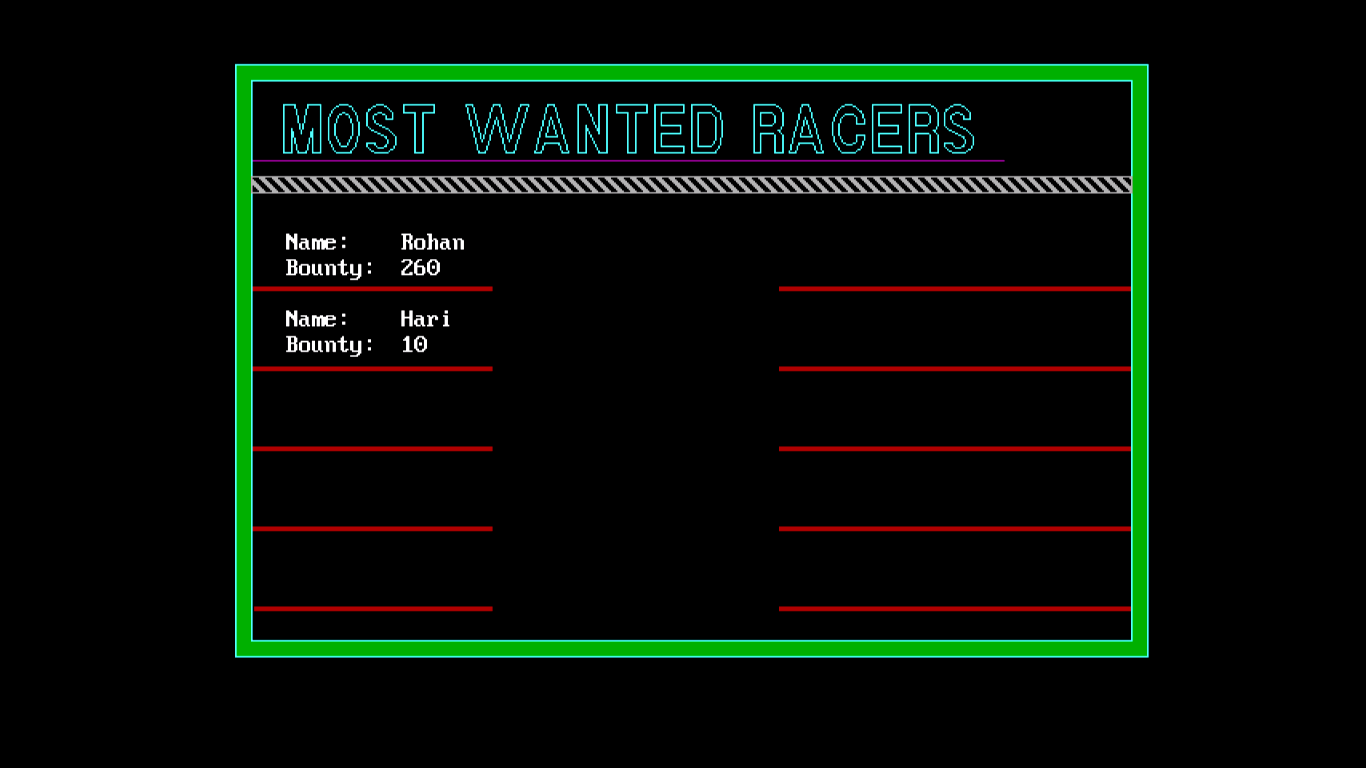 MOST WANTED RACERS
Name: Rohan
Bounty: 260
Name: Hari
Bounty: 10